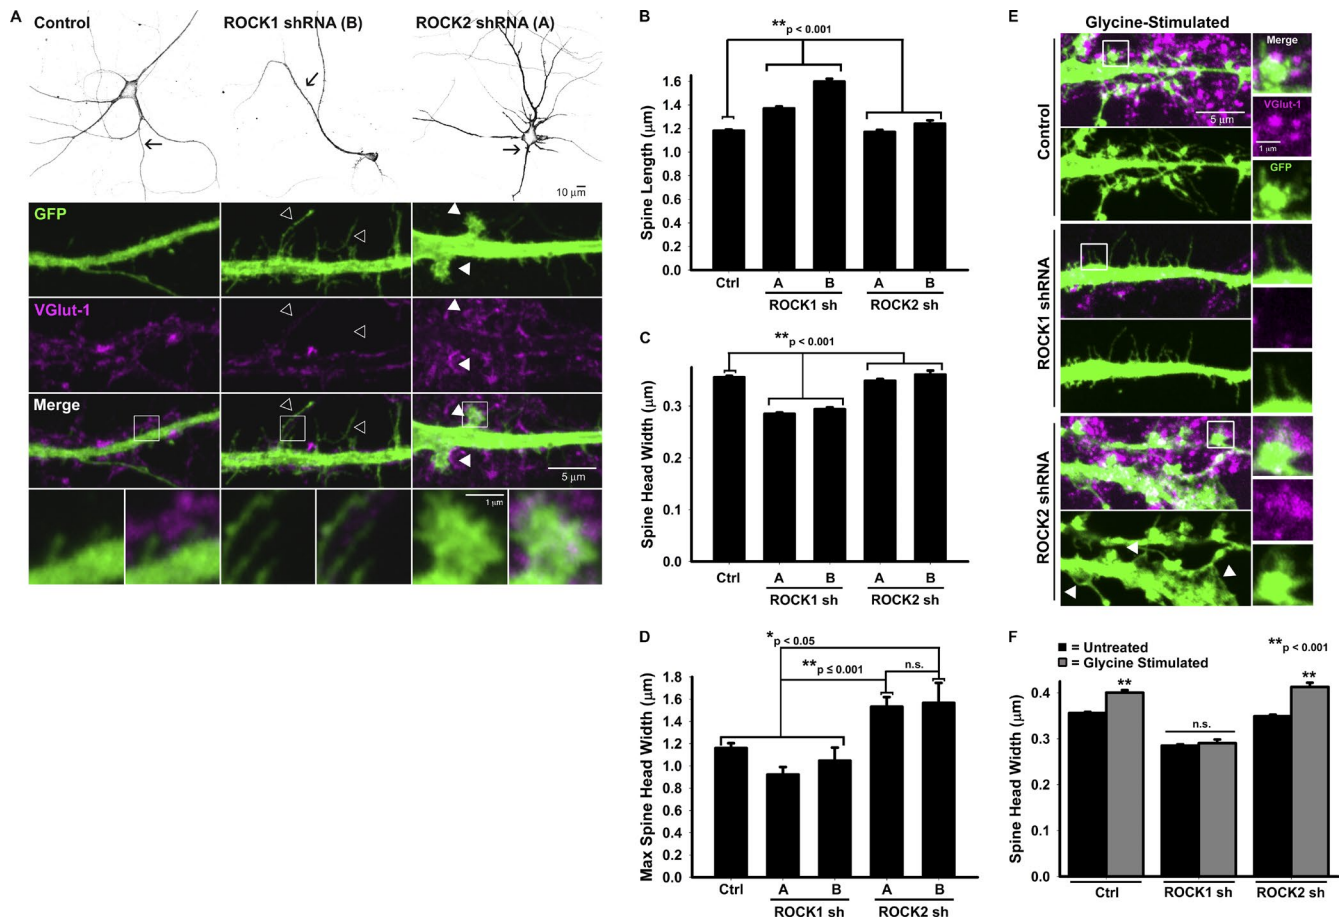 A
Control
ROCK1 shRNA (B)
ROCK2 shRNA (A)
10 μm
GFP
VGlut-1
Merge
5 μm
1 μm
B
**p < 0.001
Spine Length (μm)
1.6
1.4
1.2
1.0
0.8
0.6
0.4
0.2
0.0
Ctrl
A
B
A
B
ROCK1 sh
ROCK2 sh
C
**p < 0.001
Spine Head Width (μm)
0.3
0.2
0.1
0.0
Ctrl
A
B
A
B
ROCK1 sh
ROCK2 sh
D
*p < 0.05
**p ≤ 0.001
n.s.
Max Spine Head Width (μm)
1.8
1.6
1.4
1.2
1.0
0.8
0.6
0.4
0.2
0.0
Ctrl
A
B
A
B
ROCK1 sh
ROCK2 sh
E
Glycine-Stimulated
Control
Merge
5 μm
VGlut-1
1 μm
GFP
ROCK1 shRNA
ROCK2 shRNA
F
= Untreated
= Glycine Stimulated
**p < 0.001
Spine Head Width (μm)
0.4
0.3
0.2
0.1
0.0
**
n.s.
**
Ctrl
ROCK1 sh
ROCK2 sh